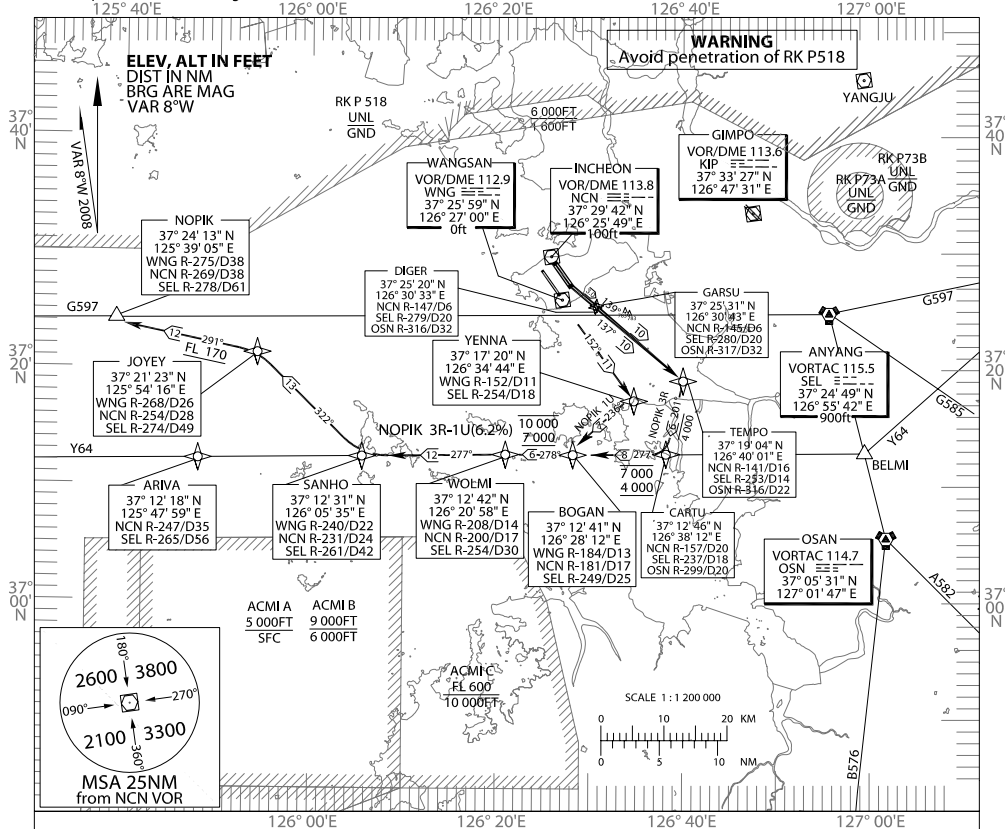 125° 40' E
126° 00' E
126° 20' E
126° 40' E
127° 00' E
ELEV, ALT IN FEET
DIST IN NM
BRG ARE MAG
VAR 8°W
VAR 8°W 2008
WARNING
Avoid penetration of RK P518
YANGJU
37°
40'
N
37°
40'
N
RK P 518
UNL
GND
6 000FT
1 600FT
WANGSAN
VOR/DME 112.9
WNG
37° 25' 59" N
126° 27' 00" E
0ft
INCHEON
VOR/DME 113.8
NCN
37° 29' 42" N
126° 25' 49" E
100ft
GIMPO
VOR/DME 113.6
KIP
37° 33' 27" N
126° 47' 31" E
RK P73B
UNL
GND
RK P73A
UNL
GND
NOPIK
37° 24' 13" N
125° 39' 05" E
WNG R-275/D38
NCN R-269/D38
SEL R-278/D61
DIGER
37° 25' 20" N
126° 30' 33" E
NCN R-147/D6
SEL R-279/D20
OSN R-316/D32
GARSU
37° 25' 31" N
126° 30' 43" E
NCN R-145/D6
SEL R-280/D20
OSN R-317/D32
G597
G597
139°
137°
10
10
YENNA
37° 17' 20" N
126° 34' 44" E
WNG R-152/D11
SEL R-254/D18
152°
11
ANYANG
VORTAC 115.5
SEL
37° 24' 49" N
126° 55' 42" E
900ft
37°
20'
N
37°
20'
N
G585
Y64
BELMI
12
291°
FL 170
JOYEY
37° 21' 23" N
125° 54' 16" E
WNG R-268/D26
NCN R-254/D28
SEL R-274/D49
13
322°
NOPIK 3R-1U(6.2%)
10 000
7 000
NOPIK 1U
7-236°
NOPIK 3R
6-201°
4 000
TEMPO
37° 19' 04" N
126° 40' 01" E
NCN R-141/D16
SEL R-253/D14
OSN R-316/D22
Y64
12
277°
6-278°
8
277°
7 000
4 000
ARIVA
37° 12' 18" N
125° 47' 59" E
NCN R-247/D35
SEL R-265/D56
SANHO
37° 12' 31" N
126° 05' 35" E
WNG R-240/D22
NCN R-231/D24
SEL R-261/D42
WOLMI
37° 12' 42" N
126° 20' 58" E
WNG R-208/D14
NCN R-200/D17
SEL R-254/D30
BOGAN
37° 12' 41" N
126° 28' 12" E
WNG R-184/D13
NCN R-181/D17
SEL R-249/D25
CARTU
37° 12' 46" N
126° 38' 12" E
NCN R-157/D20
SEL R-237/D18
OSN R-299/D20
OSAN
VORTAC 114.7
OSN
37° 05' 31" N
127° 01' 47" E
A582
37°
00'
N
37°
00'
N
ACMI A
5 000FT
SFC
ACMI B
9 000FT
6 000FT
ACMI C
FL 600
10 000FT
SCALE 1 : 1 200 000
0 10 20 KM
0 5 10 NM
B576
180°
2600
3800
090°
270°
2100
3300
360°
MSA 25NM
from NCN VOR
126° 00' E
126° 20' E
126° 40' E
127° 00' E